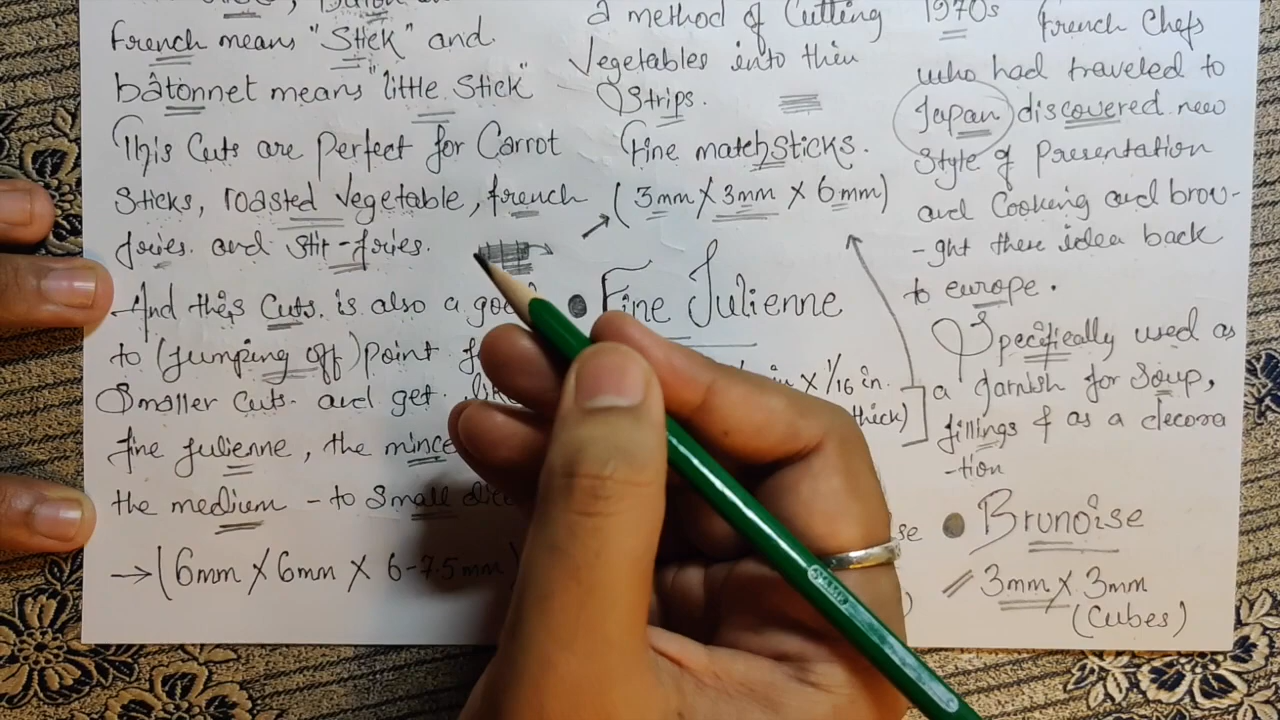 French means "Stick" and
bâtonnet means "little Stick"
This Cuts are perfect for Carrot
Sticks, roasted vegetable, french
fries. and Stir-fries.
And this Cuts. is also a
to (Jumping off) point
Smaller Cuts. and get.
fine julienne, the mince
the medium - to Small
→ (6mm X 6mm X 6-7.5mm
a method of Cutting
Vegetables into thin
Strips.
Fine matchsticks.
(3mm X 3mm X 6mm)
Fine Julienne
in X 1/16 in.
thick)
1970s French Chefs
who had traveled to
Japan discovered new
Style of Presentation
and Cooking and brou-
-ght there idea back
to europe.
Specifically used as
a garnish for Soup,
fillings & as a decora
-tion
Brunoise
3mm X 3mm
(Cubes)